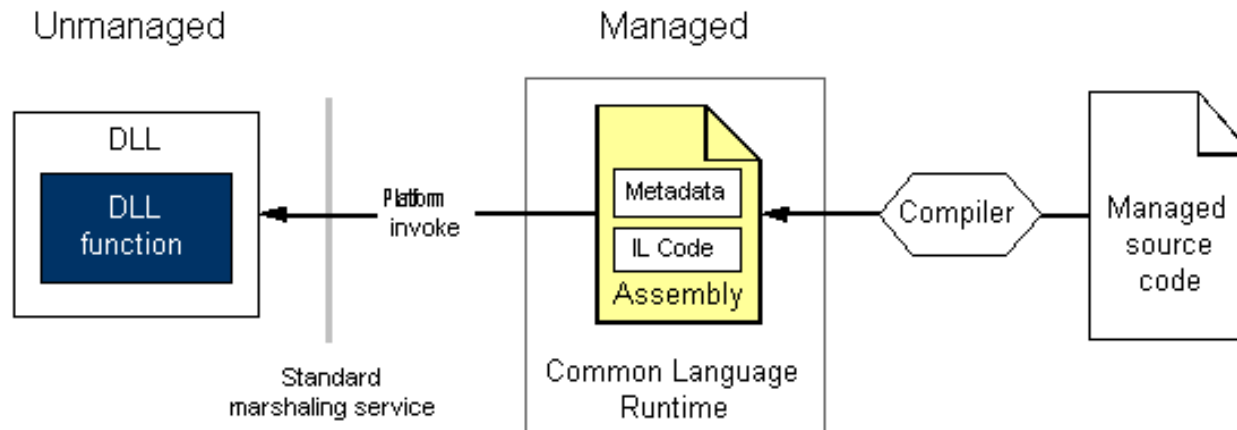 Unmanaged
Managed
DLL
DLL
function
Platform
invoke
Standard
marshaling service
Metadata
IL Code
Assembly
Common Language
Runtime
Compiler
Managed
source
code